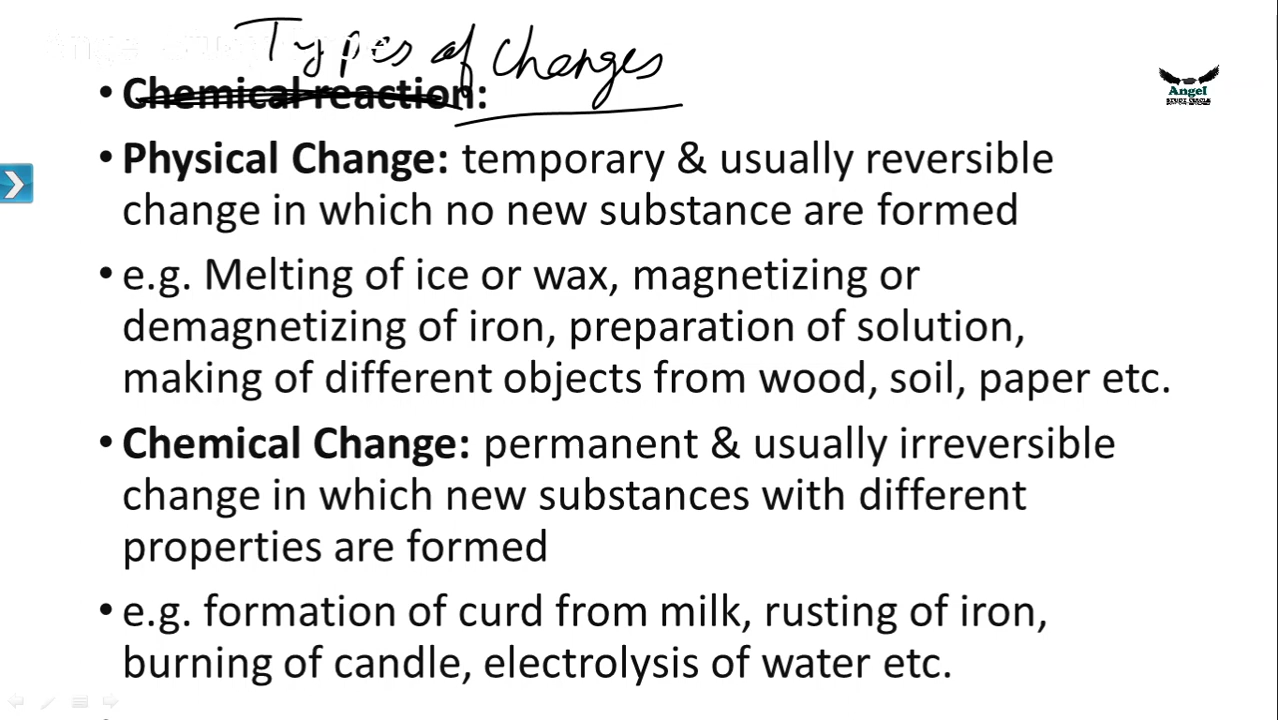 Types of changes
• Chemical reaction:
• Physical Change: temporary & usually reversible
change in which no new substance are formed
• e.g. Melting of ice or wax, magnetizing or
demagnetizing of iron, preparation of solution,
making of different objects from wood, soil, paper etc.
• Chemical Change: permanent & usually irreversible
change in which new substances with different
properties are formed
• e.g. formation of curd from milk, rusting of iron,
burning of candle, electrolysis of water etc.
Angel